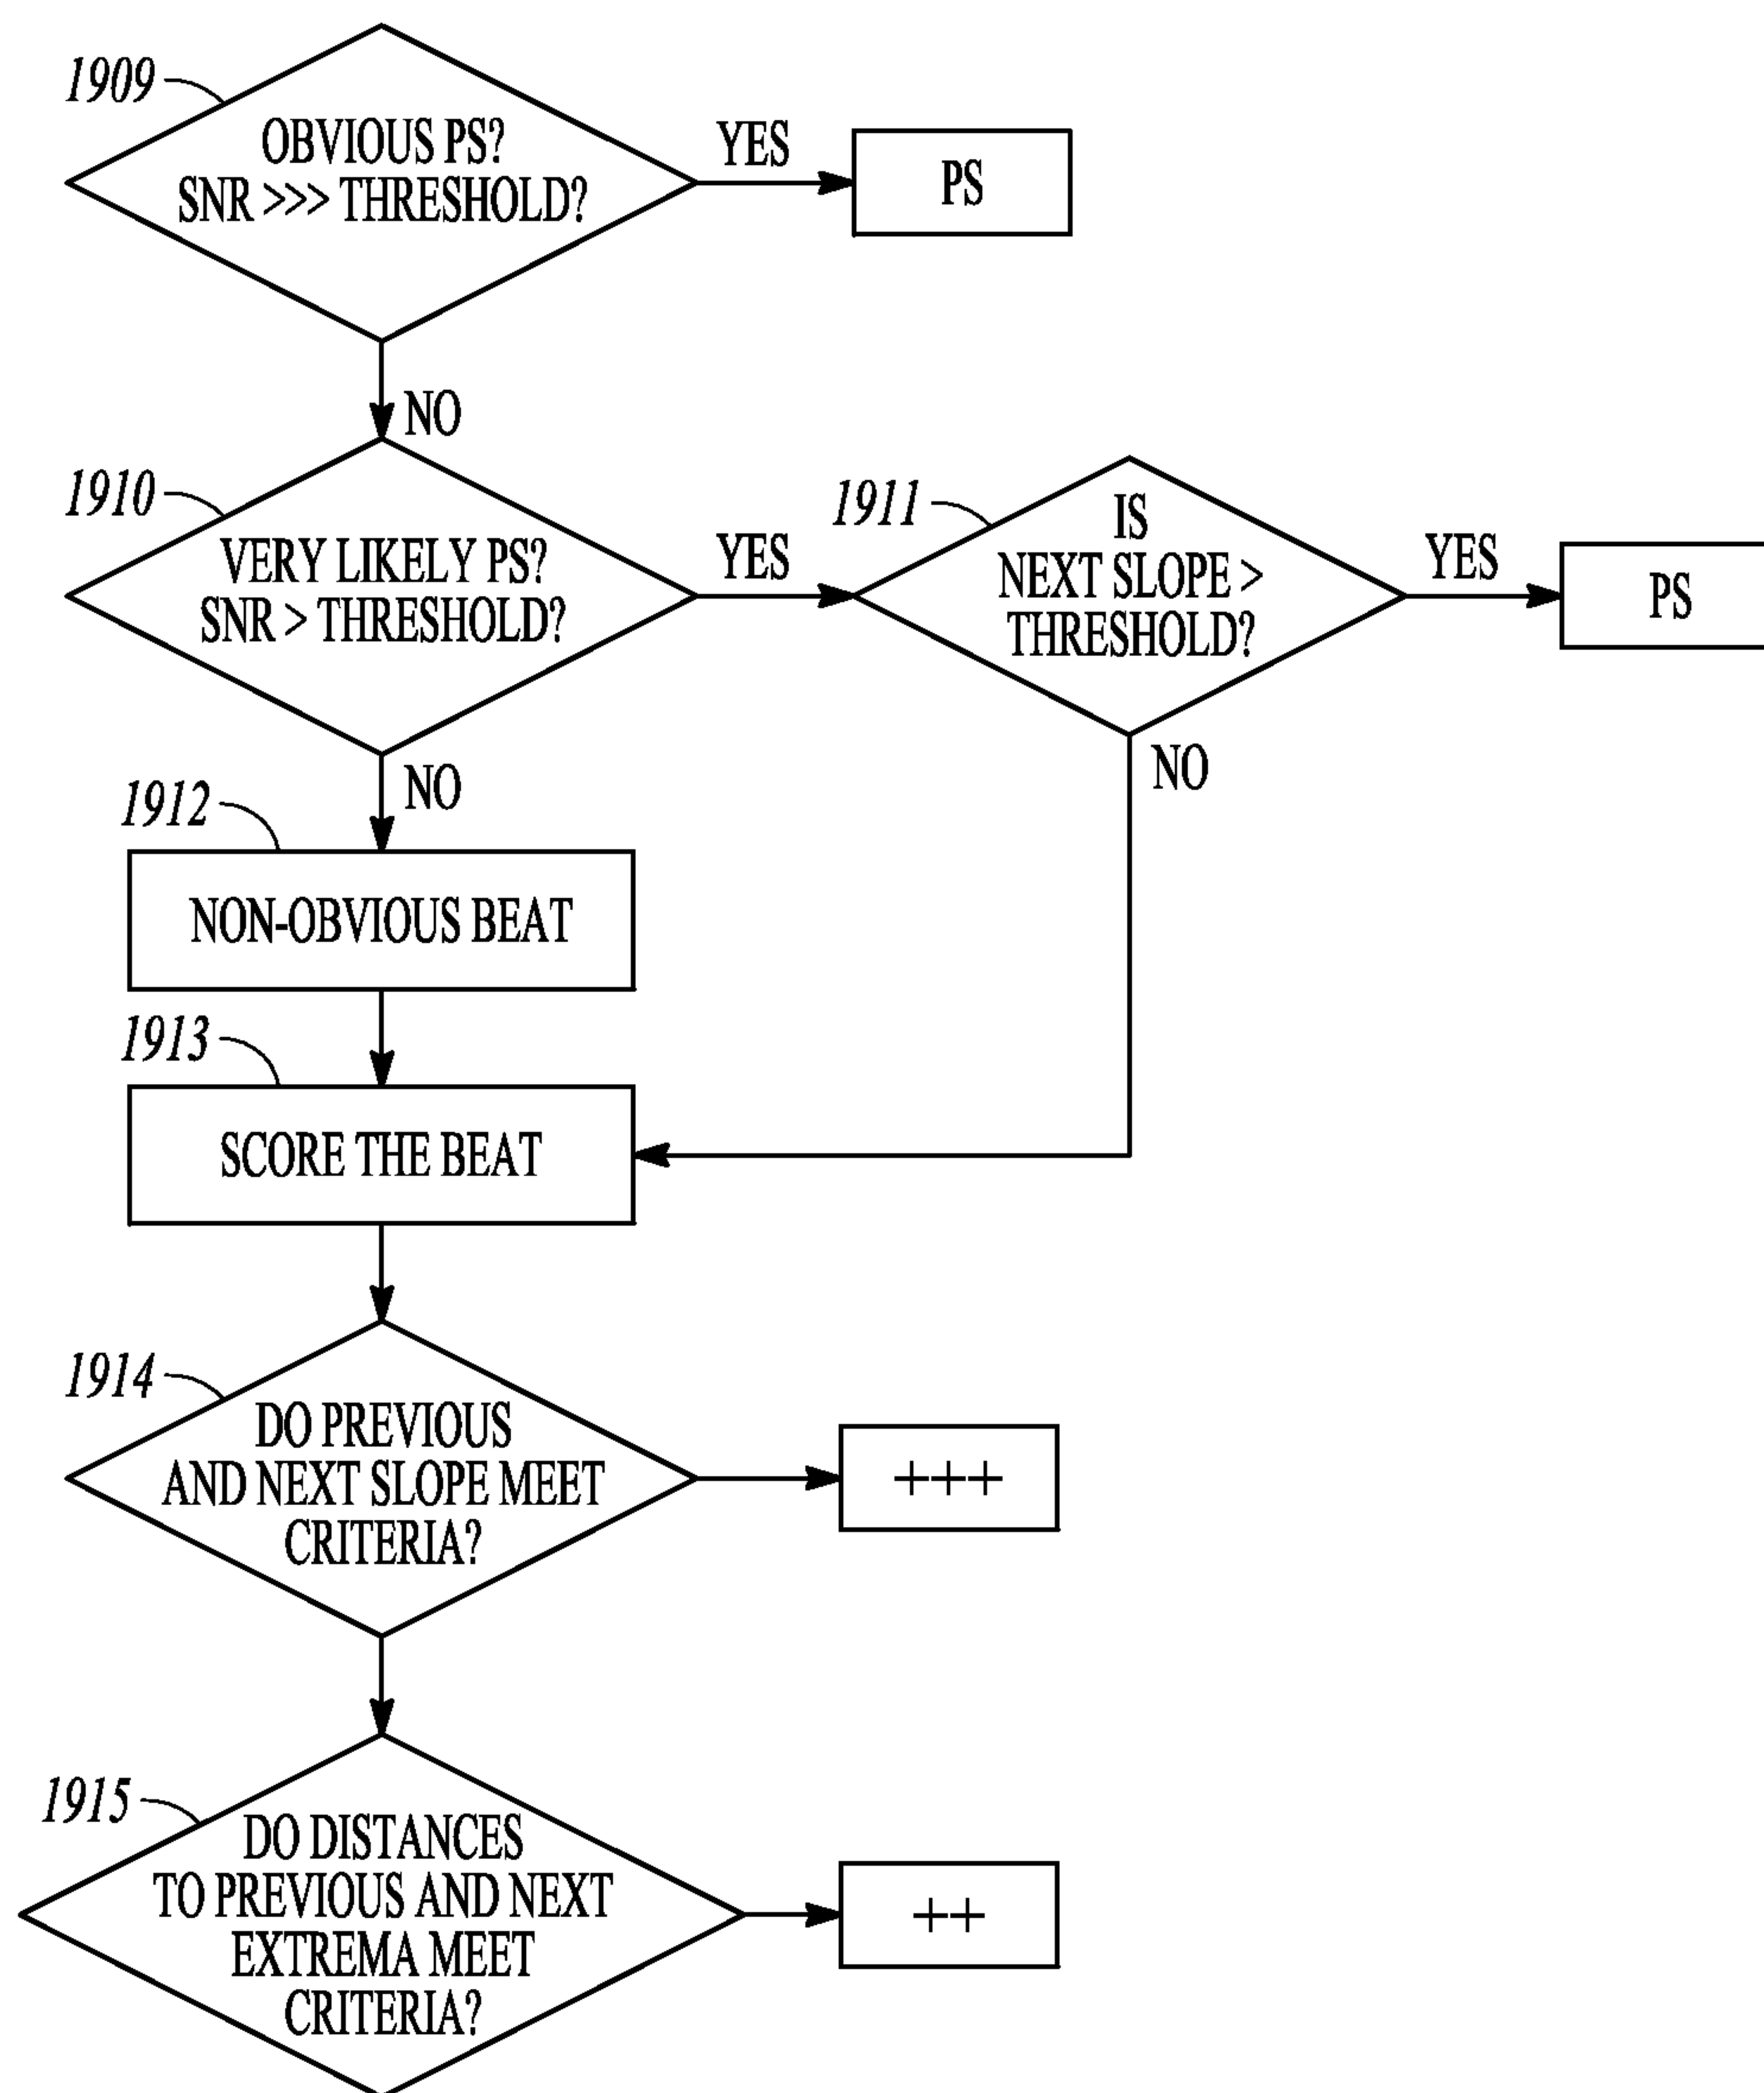 1909
OBVIOUS PS?
SNR >>> THRESHOLD?
YES
PS
NO
1910
VERY LIKELY PS?
SNR > THRESHOLD?
YES
1911
IS
NEXT SLOPE >
THRESHOLD?
YES
PS
NO
NO
1912
NON-OBVIOUS BEAT
1913
SCORE THE BEAT
1914
DO PREVIOUS
AND NEXT SLOPE MEET
CRITERIA?
+++
1915
DO DISTANCES
TO PREVIOUS AND NEXT
EXTREMA MEET
CRITERIA?
++